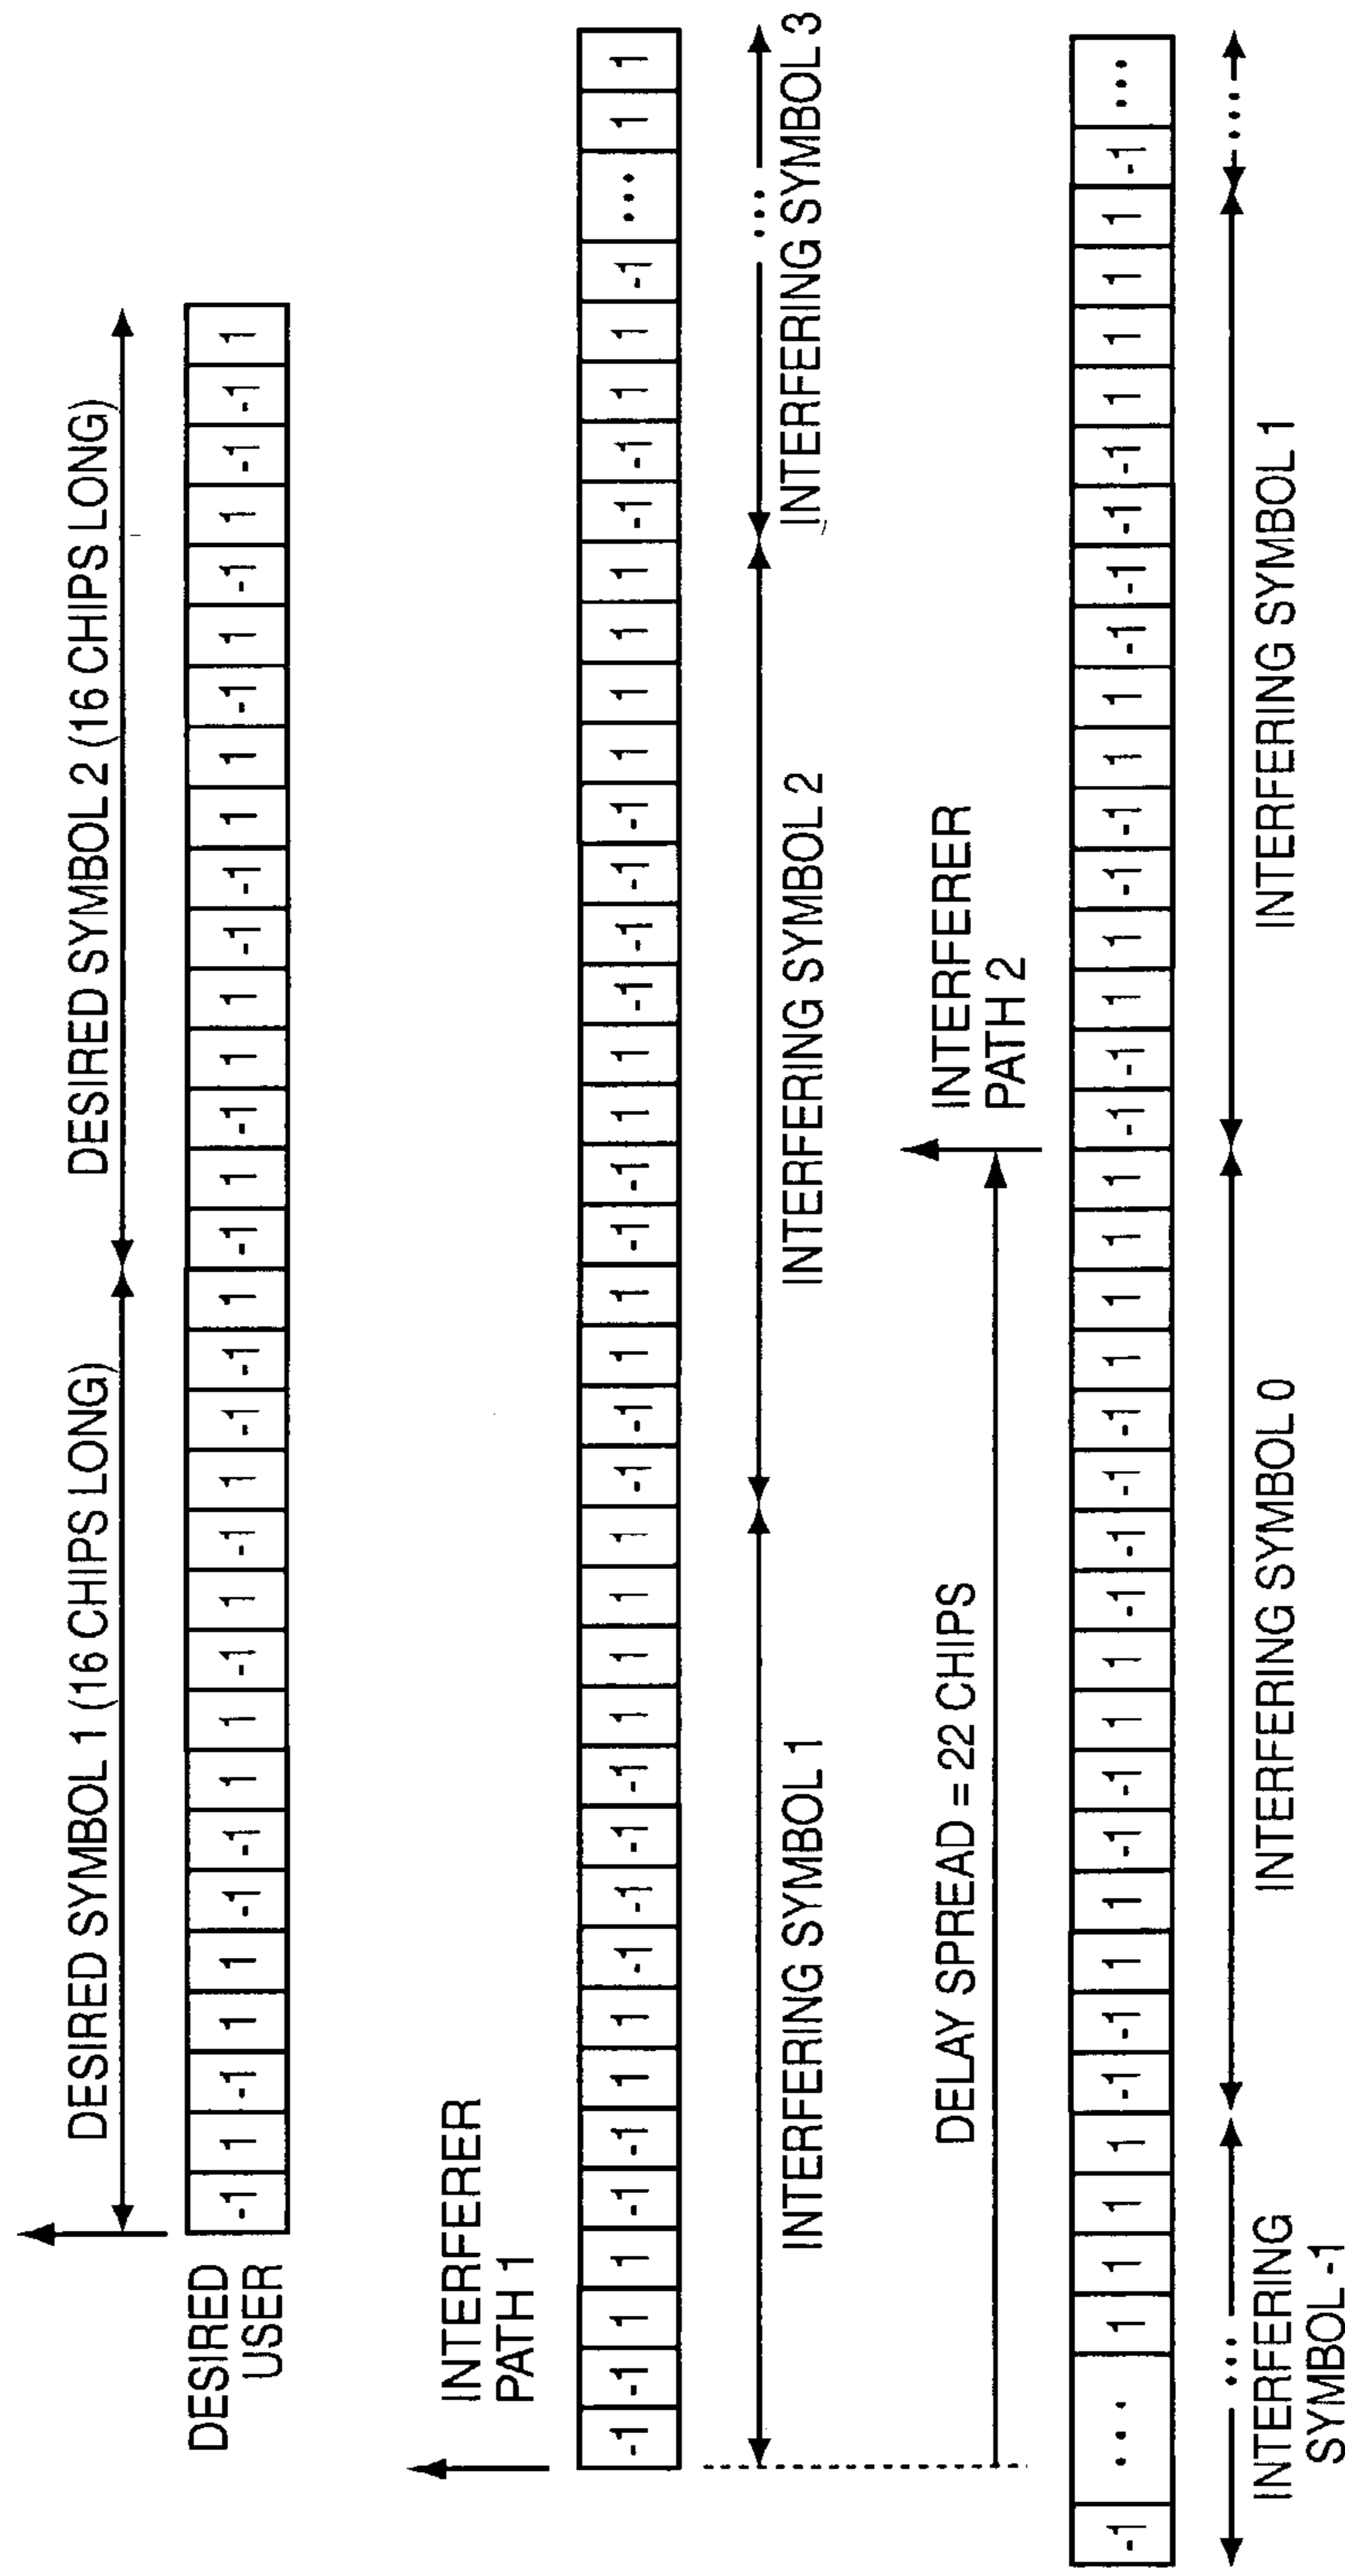 DESIRED SYMBOL 1 (16 CHIPS LONG) DESIRED SYMBOL 2 (16 CHIPS LONG)
DESIRED
USER
-1 1 -1 1 1 -1 -1 1 1 -1 1 -1 1 -1 -1 1 -1 1 -1 1 1 -1 -1 1 1 -1 1 -1 1 -1 -1 1
INTERFERER
PATH 1
-1 -1 1 1 -1 -1 1 1 -1 -1 -1 -1 1 1 1 1 -1 -1 1 1 -1 -1 1 1 -1 -1 -1 -1 1 1 1 1 -1 -1 1 1 -1 ... 1 1
...
INTERFERING SYMBOL 1 INTERFERING SYMBOL 2 INTERFERING SYMBOL 3
DELAY SPREAD = 22 CHIPS
INTERFERER
PATH 2
-1 ... 1 1 1 1 -1 -1 1 1 -1 -1 1 1 -1 -1 -1 -1 1 1 1 1 -1 -1 1 1 -1 -1 1 1 -1 -1 -1 -1 1 1 1 1 -1 ...
... ...
INTERFERING
SYMBOL -1
INTERFERING SYMBOL 0 INTERFERING SYMBOL 1